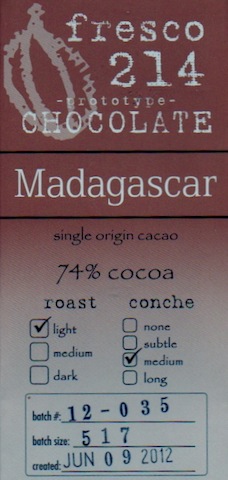 fresco
214
-prototype-
CHOCOLATE
Madagascar
single origin cacao
74% cocoa
roast conche
light none
subtle
medium medium
dark long
batch #: 12-035
batch size: 517
created: JUN 09 2012